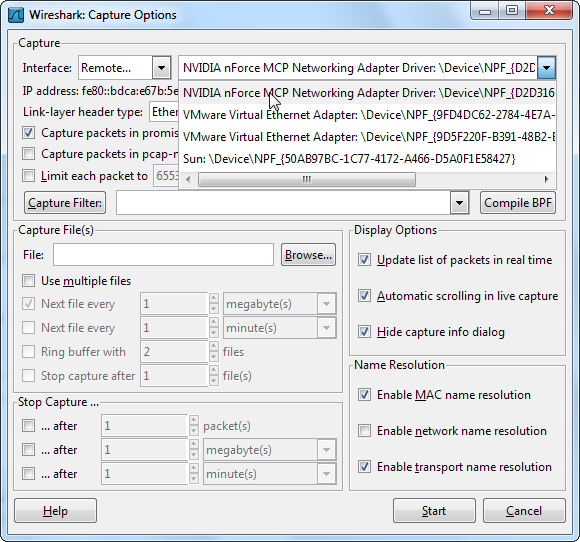 Wireshark: Capture Options
Capture
Interface: Remote... NVIDIA nForce MCP Networking Adapter Driver: \Device\NPF_{D2D
IP address: fe80::bdca:e67b:5e NVIDIA nForce MCP Networking Adapter Driver: \Device\NPF_{D2D316
Link-layer header type: Ether VMware Virtual Ethernet Adapter: \Device\NPF_{9FD4DC62-2784-4E7A-
Capture packets in promis VMware Virtual Ethernet Adapter: \Device\NPF_{9D5F220F-B391-48B2-E
Capture packets in pcap-n Sun: \Device\NPF_{50AB97BC-1C77-4172-A466-D5A0F1E58427}
Limit each packet to 6553
Capture Filter: Compile BPF
Capture File(s)
File: Browse...
Use multiple files
Next file every 1 megabyte(s)
Next file every 1 minute(s)
Ring buffer with 2 files
Stop capture after 1 file(s)
Stop Capture ...
... after 1 packet(s)
... after 1 megabyte(s)
... after 1 minute(s)
Display Options
Update list of packets in real time
Automatic scrolling in live capture
Hide capture info dialog
Name Resolution
Enable MAC name resolution
Enable network name resolution
Enable transport name resolution
Help Start Cancel